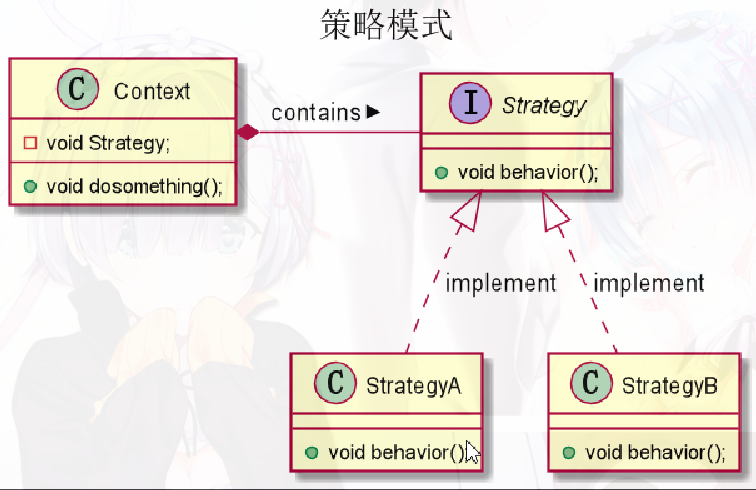 策略模式
C Context
void Strategy;
void dosomething();
contains
I Strategy
void behavior();
implement
implement
C StrategyA
void behavior();
C StrategyB
void behavior();